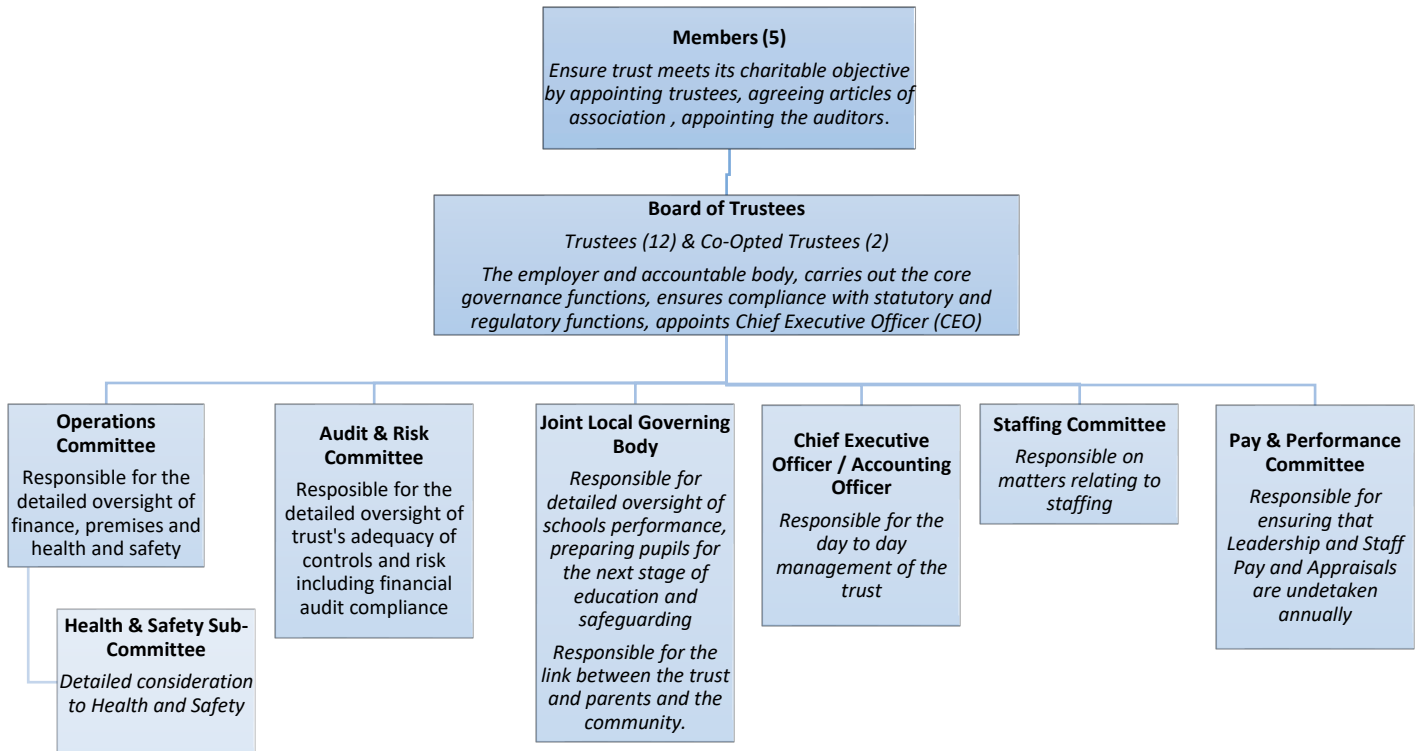 Members (5)
Ensure trust meets its charitable objective
by appointing trustees, agreeing articles of
association , appointing the auditors.
Board of Trustees
Trustees (12) & Co-Opted Trustees (2)
The employer and accountable body, carries out the core
governance functions, ensures compliance with statutory and
regulatory functions, appoints Chief Executive Officer (CEO)
Operations
Committee
Responsible for the
detailed oversight of
finance, premises and
health and safety
Health & Safety Sub-
Committee
Detailed consideration
to Health and Safety
Audit & Risk
Committee
Resposible for the
detailed oversight of
trust's adequacy of
controls and risk
including financial
audit compliance
Joint Local Governing
Body
Responsible for
detailed oversight of
schools performance,
preparing pupils for
the next stage of
education and
safeguarding
Responsible for the
link between the trust
and parents and the
community.
Chief Executive
Officer / Accounting
Officer
Responsible for the
day to day
management of the
trust
Staffing Committee
Responsible on
matters relating to
staffing
Pay & Performance
Committee
Responsible for
ensuring that
Leadership and Staff
Pay and Appraisals
are undetaken
annually